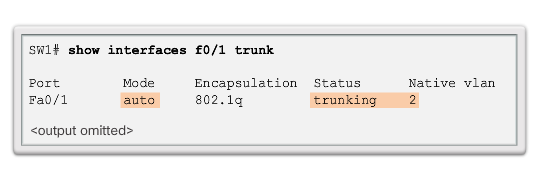 SW1# show interfaces f0/1 trunk
Port Mode Encapsulation Status Native vlan
Fa0/1 auto 802.1q trunking 2
<output omitted>